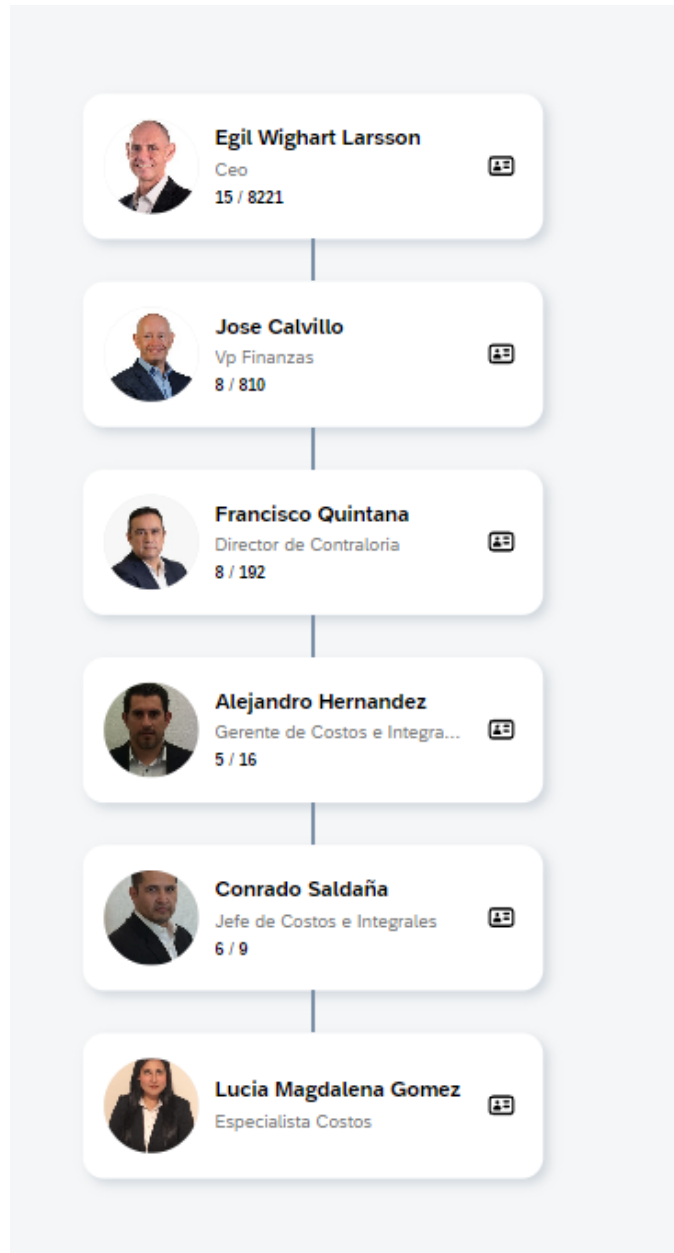 Egil Wighart Larsson
Ceo
15 / 8221
Jose Calvillo
Vp Finanzas
8 / 810
Francisco Quintana
Director de Contraloria
8 / 192
Alejandro Hernandez
Gerente de Costos e Integra...
5 / 16
Conrado Saldaña
Jefe de Costos e Integrales
6 / 9
Lucia Magdalena Gomez
Especialista Costos